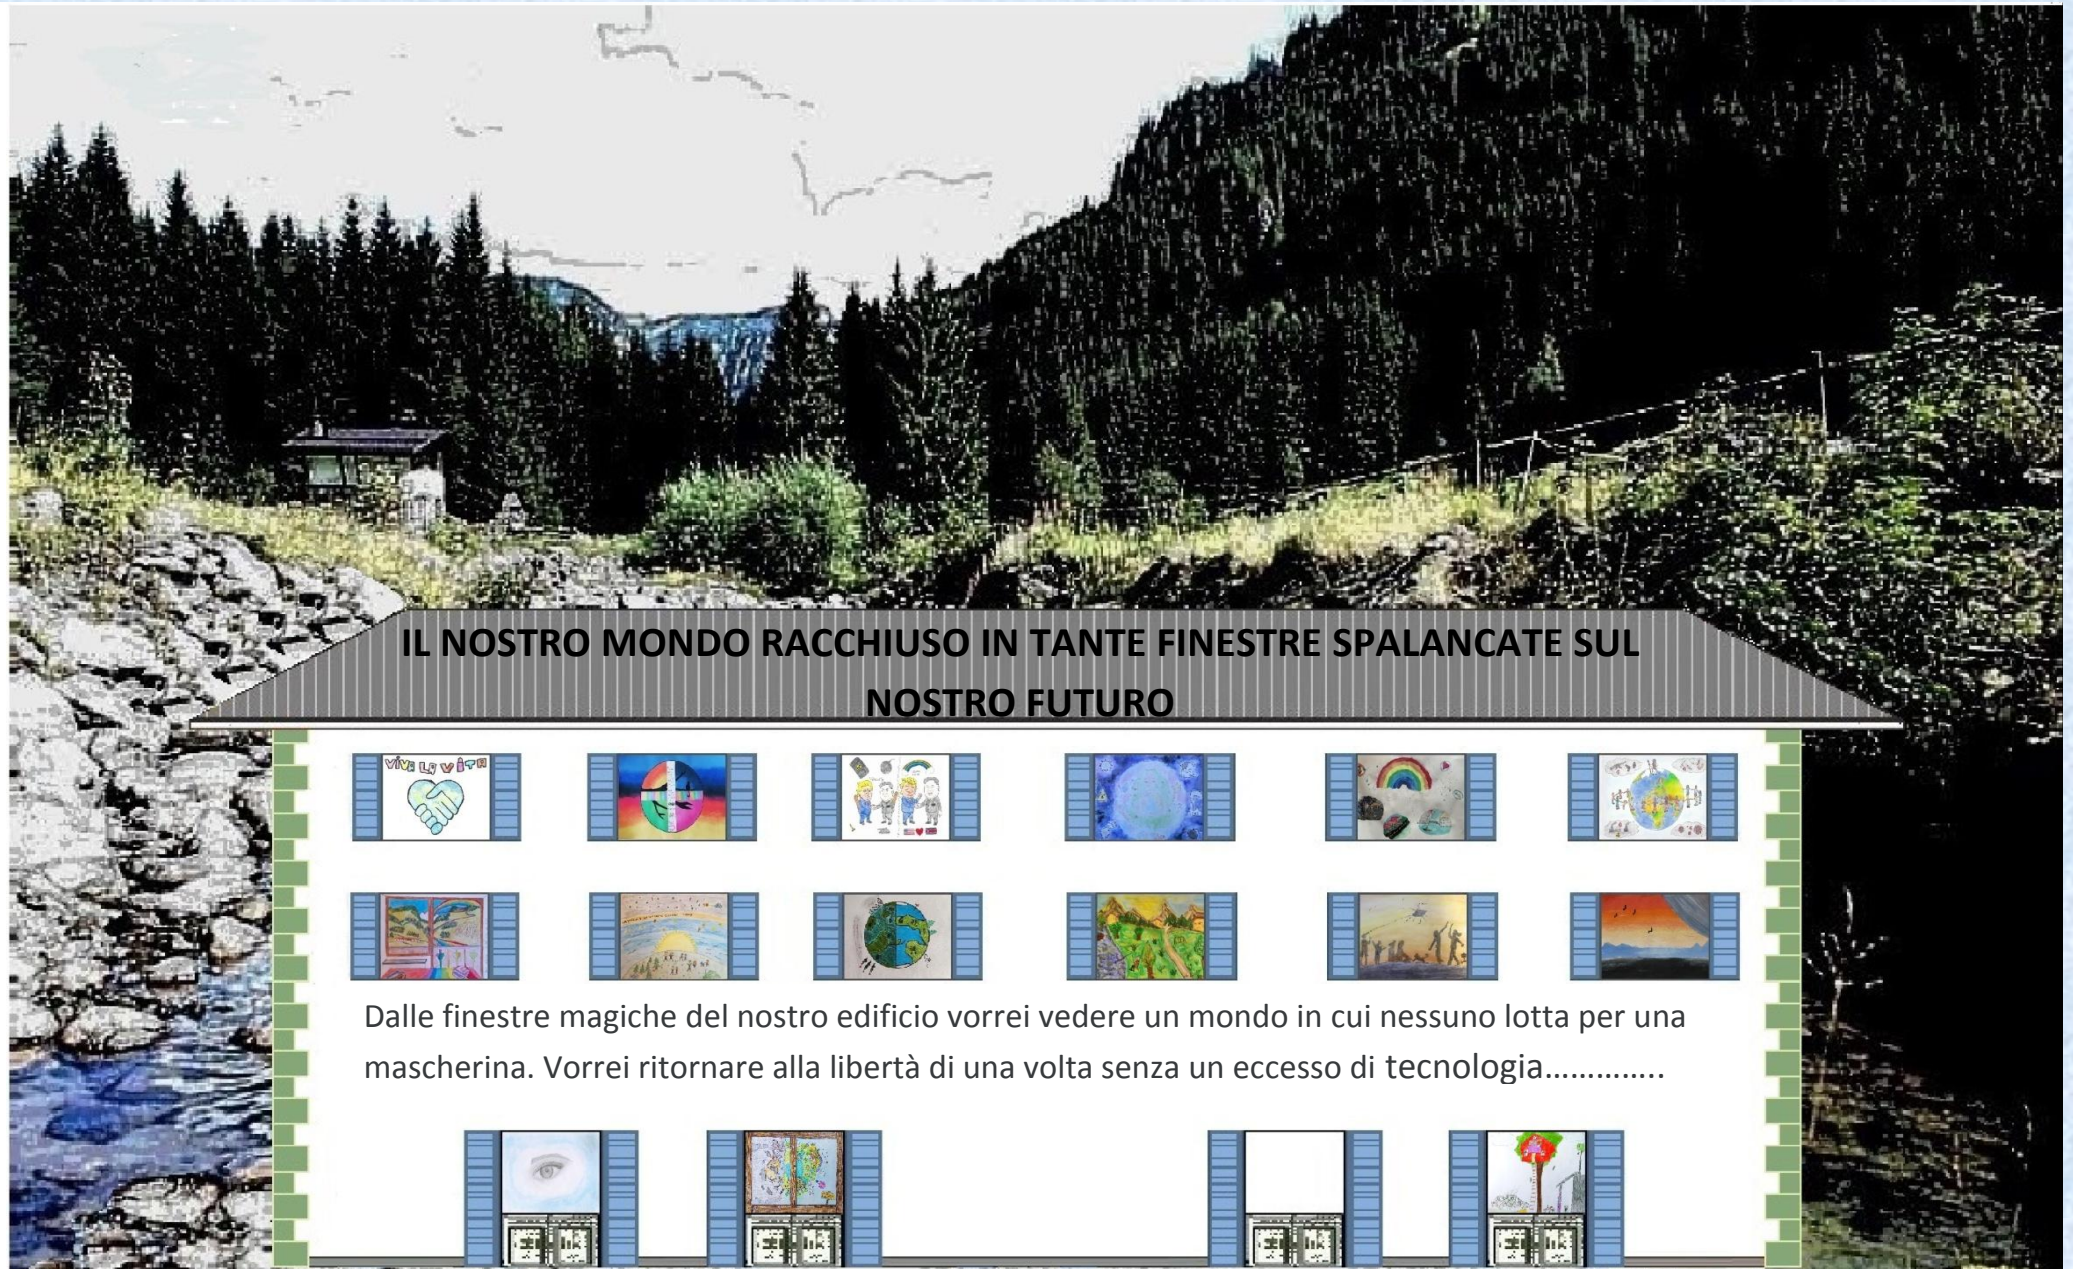 IL NOSTRO MONDO RACCHIUSO IN TANTE FINESTRE SPALANCATE SUL
NOSTRO FUTURO
VIVA LA VITA
Dalle finestre magiche del nostro edificio vorrei vedere un mondo in cui nessuno lotta per una
mascherina. Vorrei ritornare alla libertà di una volta senza un eccesso di tecnologia…………..